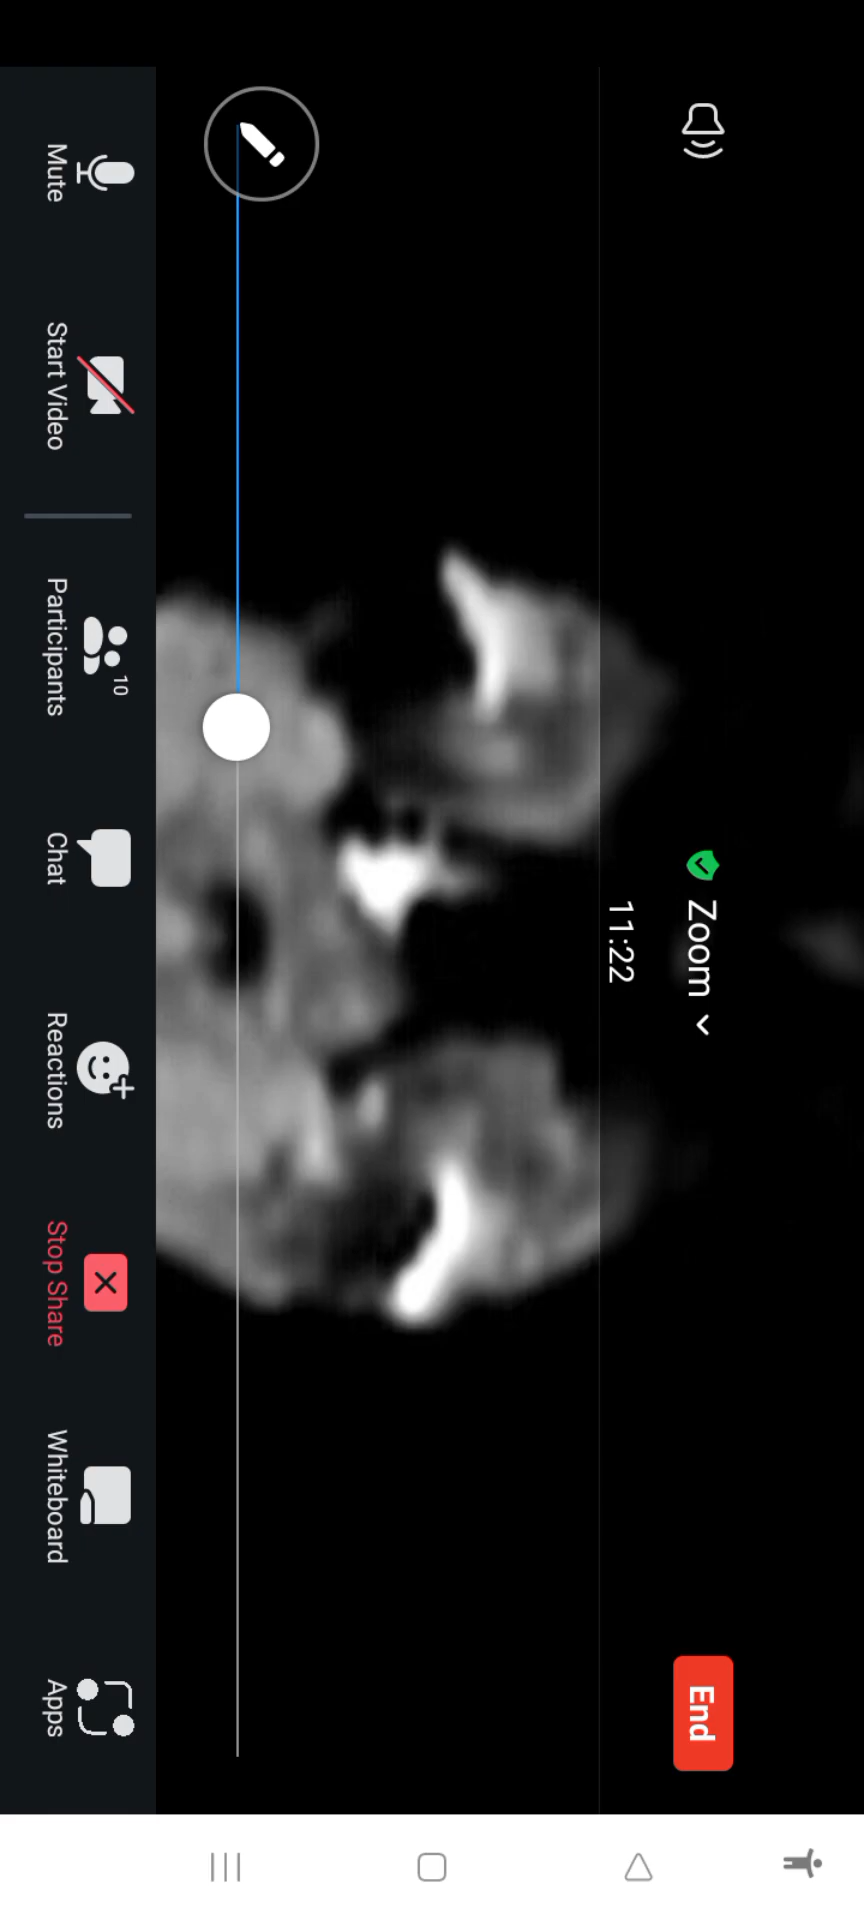 Zoom
End
11:22
Mute
Start Video
Participants
10
Chat
Reactions
Stop Share
Whiteboard
Apps